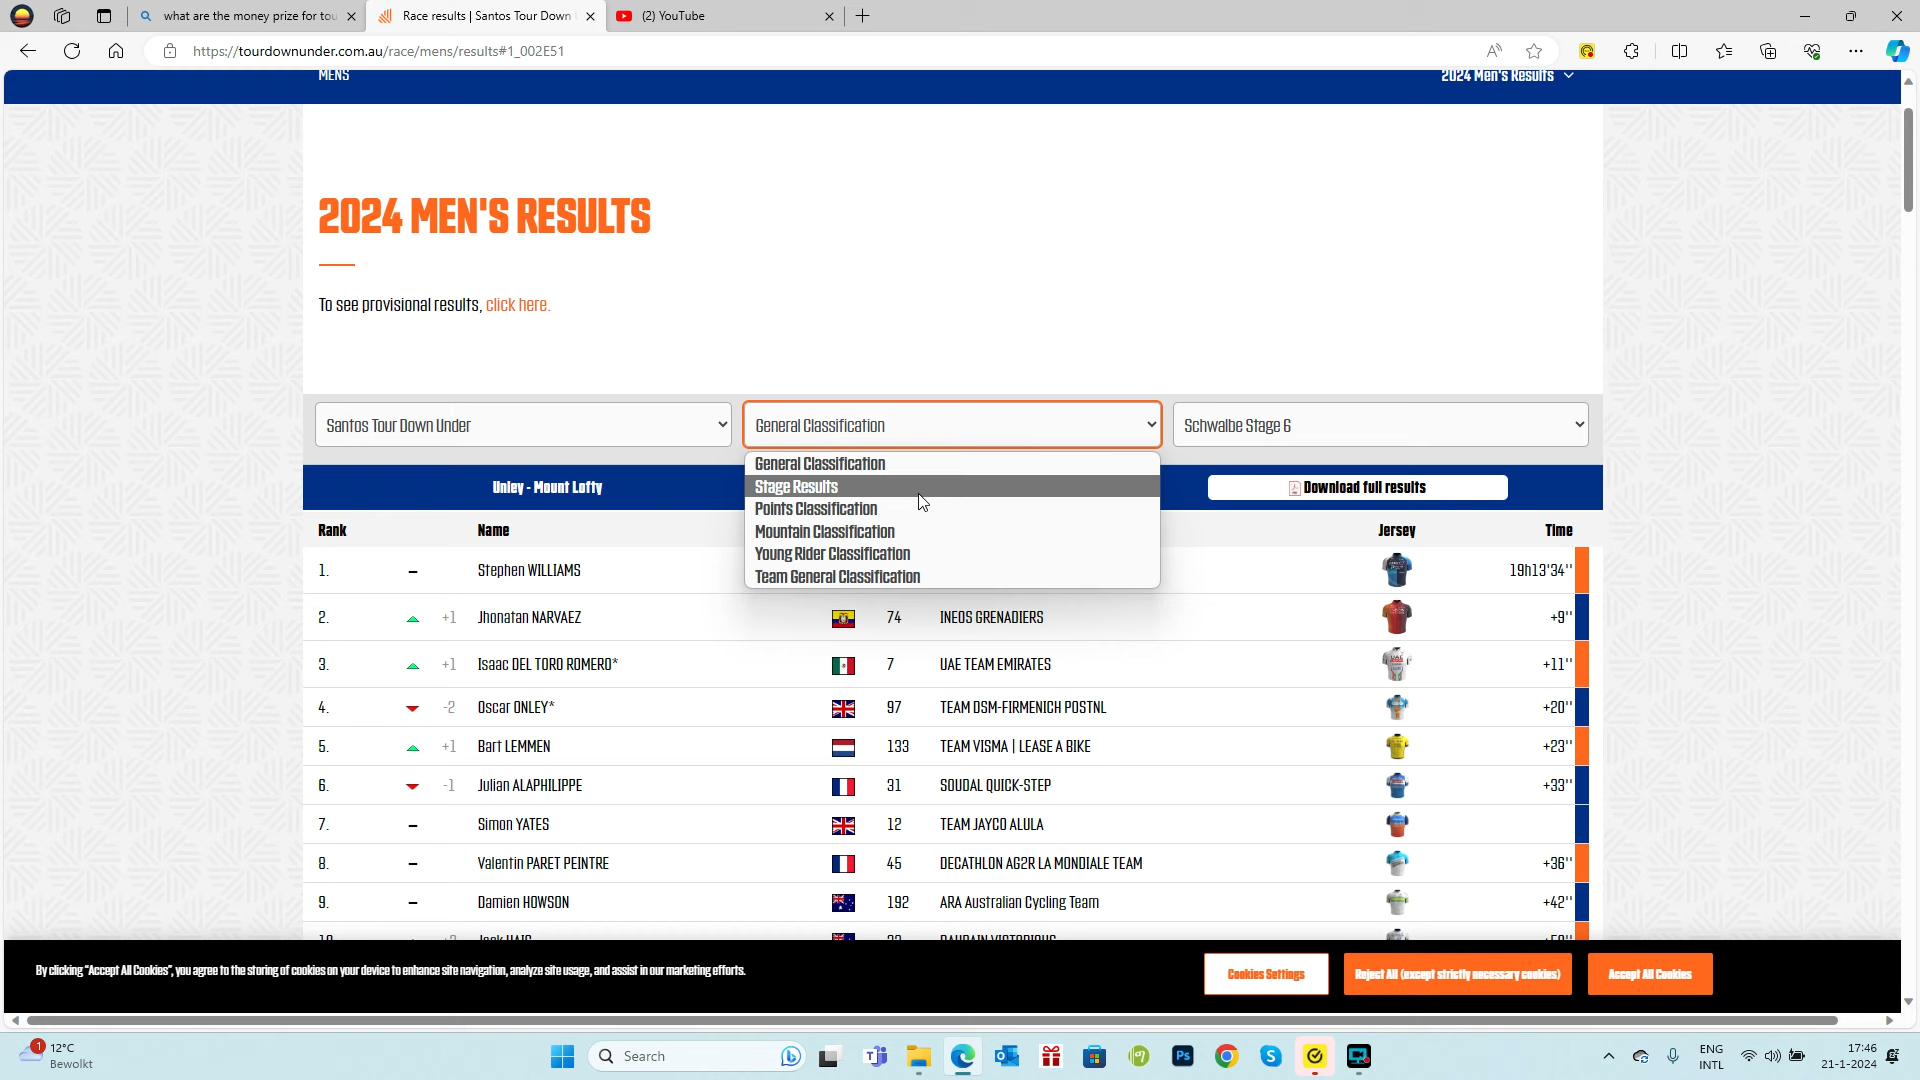 what are the money prize for tou
Race results | Santos Tour Down
(2) YouTube
https://tourdownunder.com.au/race/mens/results#1_002E51
MENS
2024 Men's Results
2024 MEN'S RESULTS
To see provisional results, click here.
Santos Tour Down Under
General Classification
Schwalbe Stage 6
General Classification
Stage Results
Points Classification
Mountain Classification
Young Rider Classification
Team General Classification
Unley - Mount Lofty
Download full results
Rank Name Jersey Time
1. – Stephen WILLIAMS 19h13'34''
2. +1 Jhonatan NARVAEZ 74 INEOS GRENADIERS +9''
3. +1 Isaac DEL TORO ROMERO* 7 UAE TEAM EMIRATES +11''
4. -2 Oscar ONLEY* 97 TEAM DSM-FIRMENICH POSTNL +20''
5. +1 Bart LEMMEN 133 TEAM VISMA | LEASE A BIKE +23''
6. -1 Julian ALAPHILIPPE 31 SOUDAL QUICK-STEP +33''
7. – Simon YATES 12 TEAM JAYCO ALULA
8. – Valentin PARET PEINTRE 45 DECATHLON AG2R LA MONDIALE TEAM +36''
9. – Damien HOWSON 192 ARA Australian Cycling Team +42''
By clicking "Accept All Cookies", you agree to the storing of cookies on your device to enhance site navigation, analyze site usage, and assist in our marketing efforts.
Cookies Settings
Reject All (except strictly necessary cookies)
Accept All Cookies
1
12°C
Bewolkt
Search
ENG
INTL
17:46
21-1-2024